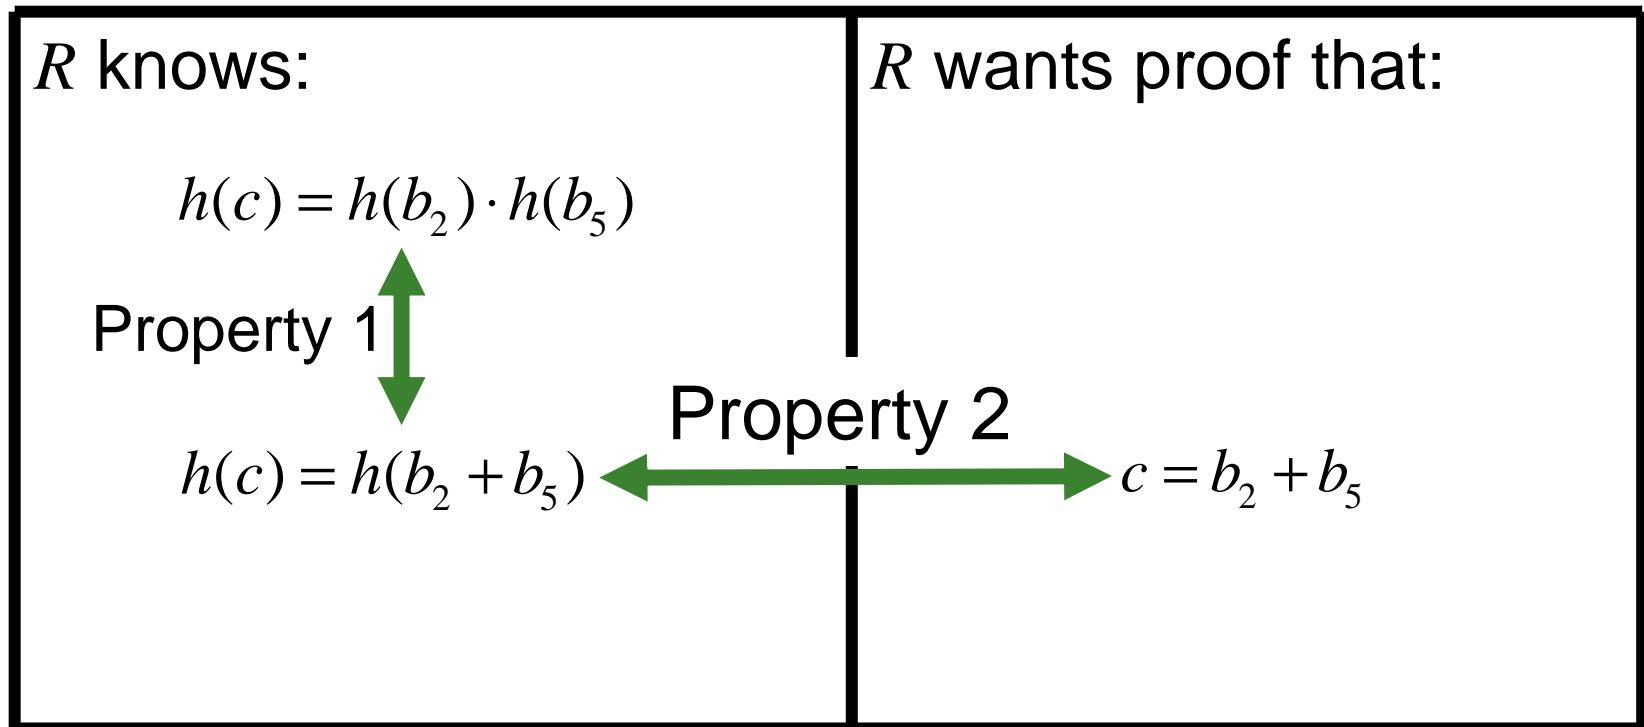 R knows:
R wants proof that:
h(c) = h(b₂) · h(b₅)
Property 1
Property 2
h(c) = h(b₂ + b₅)
c = b₂ + b₅